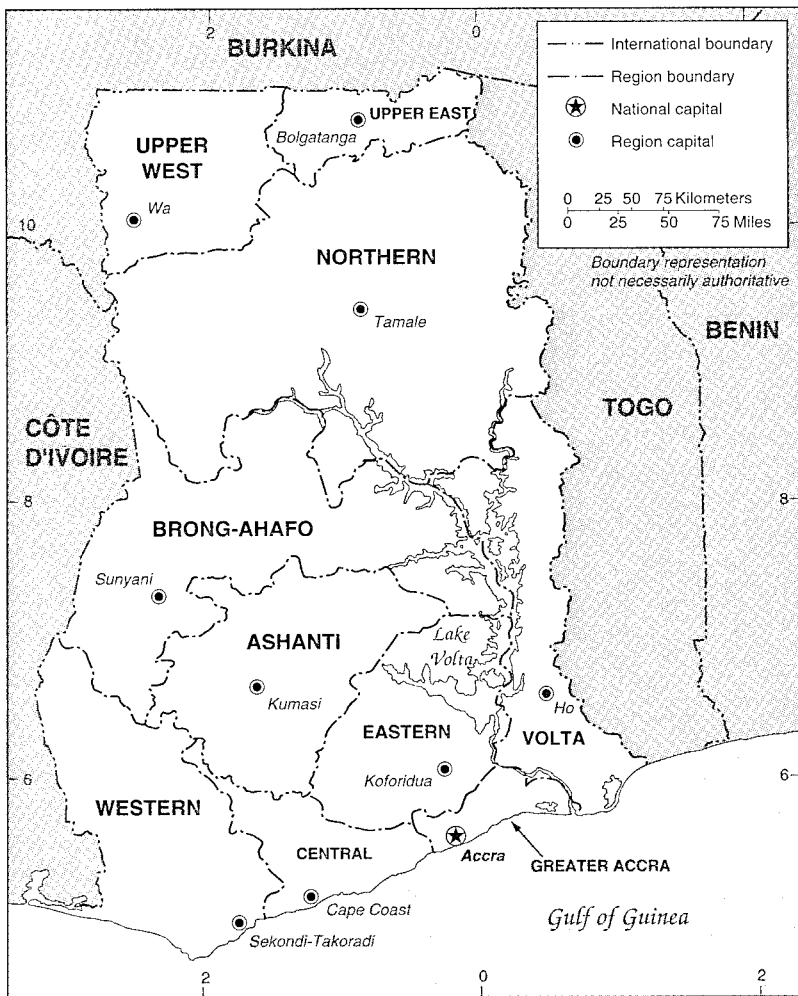 2
0
BURKINA
International boundary
Region boundary
National capital
Region capital
0 25 50 75 Kilometers
0 25 50 75 Miles
Boundary representation
not necessarily authoritative
UPPER EAST
Bolgatanga
UPPER
WEST
Wa
10
NORTHERN
Tamale
BENIN
TOGO
CÔTE
D'IVOIRE
8
8
BRONG-AHAFO
Sunyani
ASHANTI
Lake
Volta
Kumasi
Ho
EASTERN
VOLTA
Koforidua
6
6
WESTERN
CENTRAL
Accra
GREATER ACCRA
Cape Coast
Gulf of Guinea
Sekondi-Takoradi
2
0
2